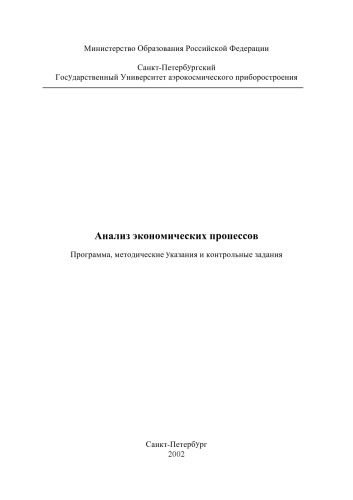 Министерство Образования Российской Федерации
Санкт-Петербургский
Государственный Университет аэрокосмического приборостроения
Анализ экономических процессов
Программа, методические указания и контрольные задания
Санкт-Петербург
2002